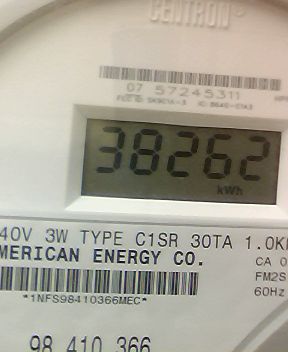 CENTRON®
07 57245311
38262
kWh
40V 3W TYPE C1SR 30TA 1.0K
MERICAN ENERGY CO.
CA 0
FM2S
60Hz
*1NFS98410366MEC*
98 410 366